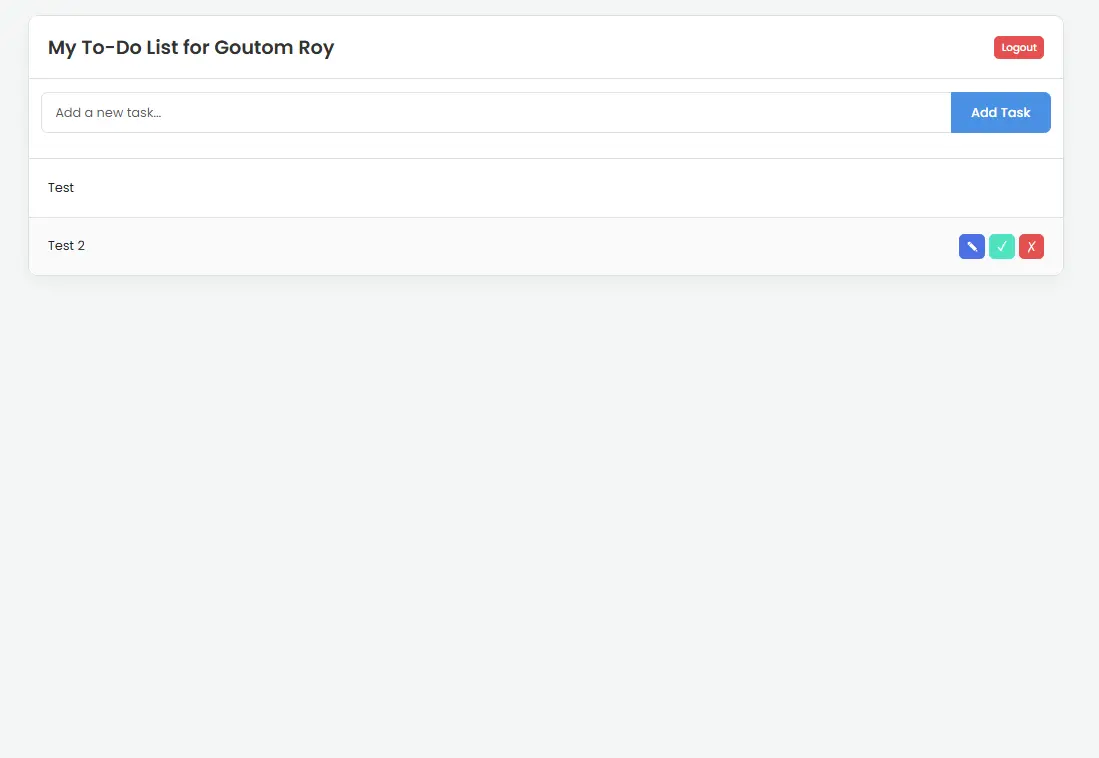 My To-Do List for Goutom Roy
Logout
Add a new task...
Add Task
Test
Test 2
✓
✗